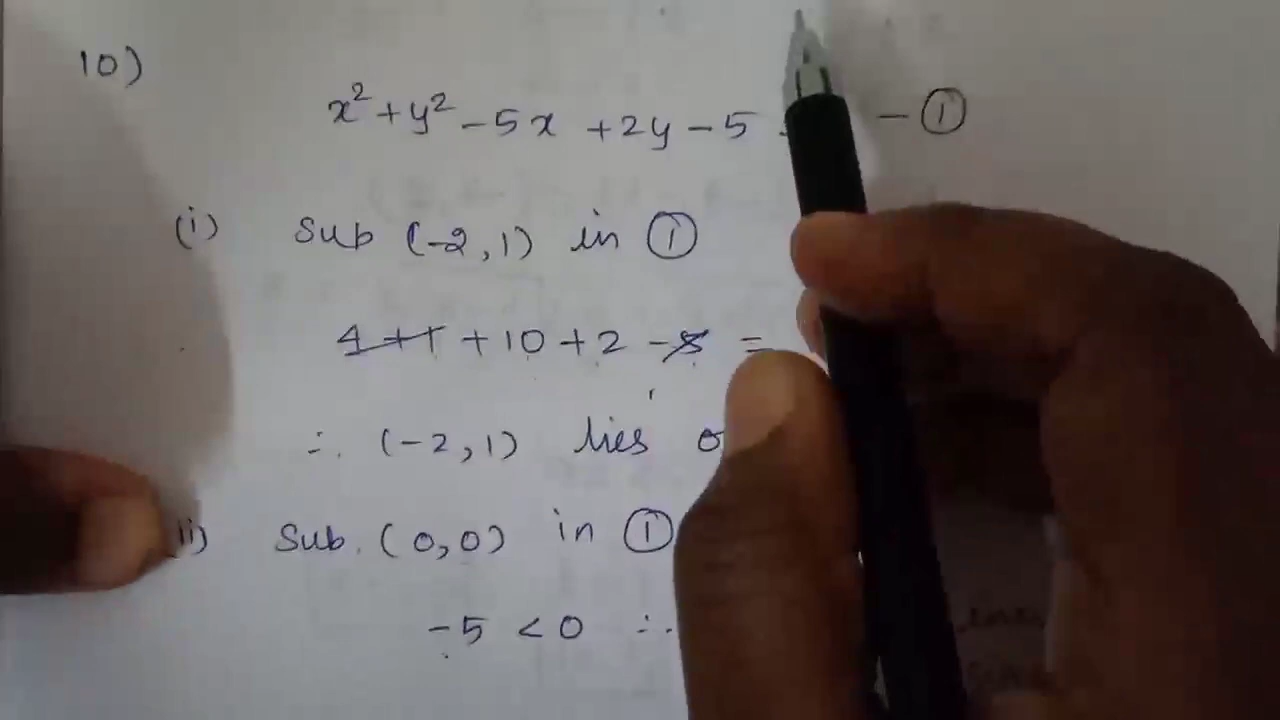 10)
x² + y² - 5x + 2y - 5 - ①
(i) Sub (-2,1) in ①
4+1 + 10 + 2 - 5 =
∴ (-2,1) lies
ii) Sub. (0,0) in ①
-5 < 0 ∴